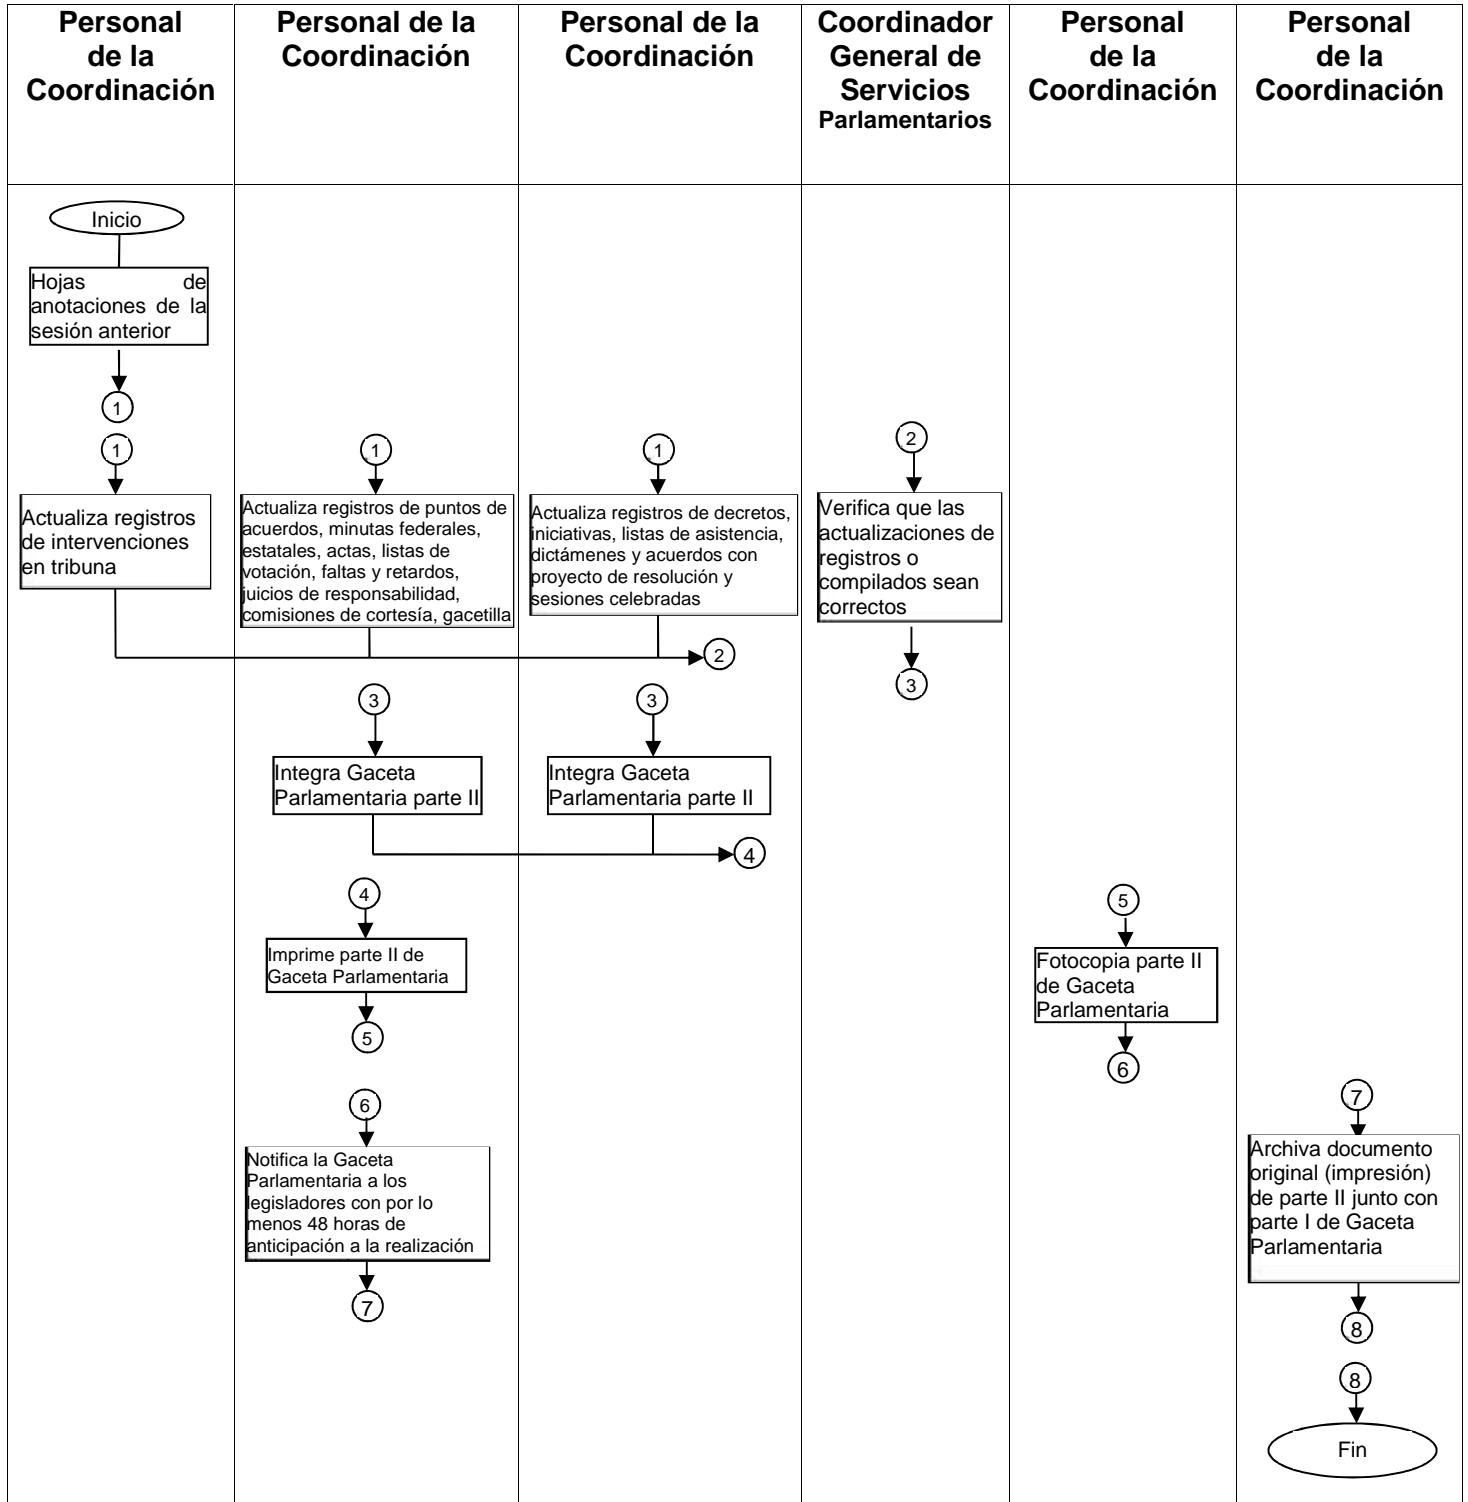 Personal
de la
Coordinación
Personal de la
Coordinación
Personal de la
Coordinación
Coordinador
General de
Servicios
Parlamentarios
Personal
de la
Coordinación
Personal
de la
Coordinación
Inicio
Hojas de
anotaciones de la
sesión anterior
1
1
Actualiza registros
de intervenciones
en tribuna
1
Actualiza registros de puntos de
acuerdos, minutas federales,
estatales, actas, listas de
votación, faltas y retardos,
juicios de responsabilidad,
comisiones de cortesía, gacetilla
1
Actualiza registros de decretos,
iniciativas, listas de asistencia,
dictámenes y acuerdos con
proyecto de resolución y
sesiones celebradas
2
2
Verifica que las
actualizaciones de
registros o
compilados sean
correctos
3
3
Integra Gaceta
Parlamentaria parte II
3
Integra Gaceta
Parlamentaria parte II
4
4
Imprime parte II de
Gaceta Parlamentaria
5
5
Fotocopia parte II
de Gaceta
Parlamentaria
6
6
Notifica la Gaceta
Parlamentaria a los
legisladores con por lo
menos 48 horas de
anticipación a la realización
7
7
Archiva documento
original (impresión)
de parte II junto con
parte I de Gaceta
Parlamentaria
8
8
Fin